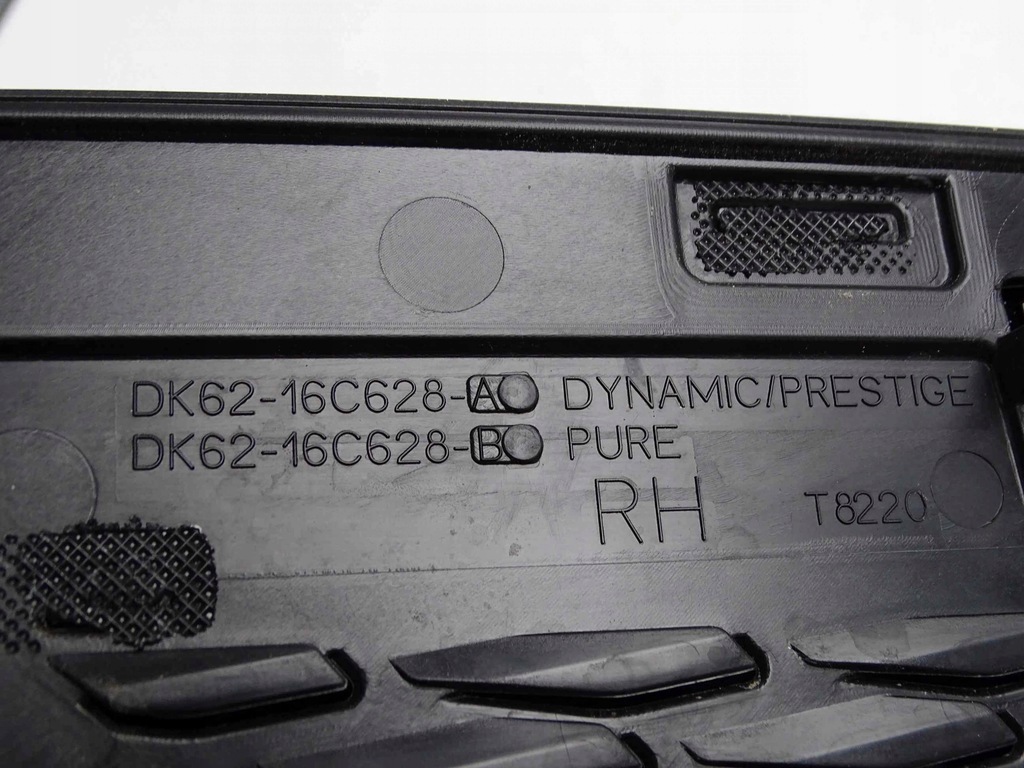 DK62-16C628-A DYNAMIC/PRESTIGE
DK62-16C628-B PURE
RH
T8220